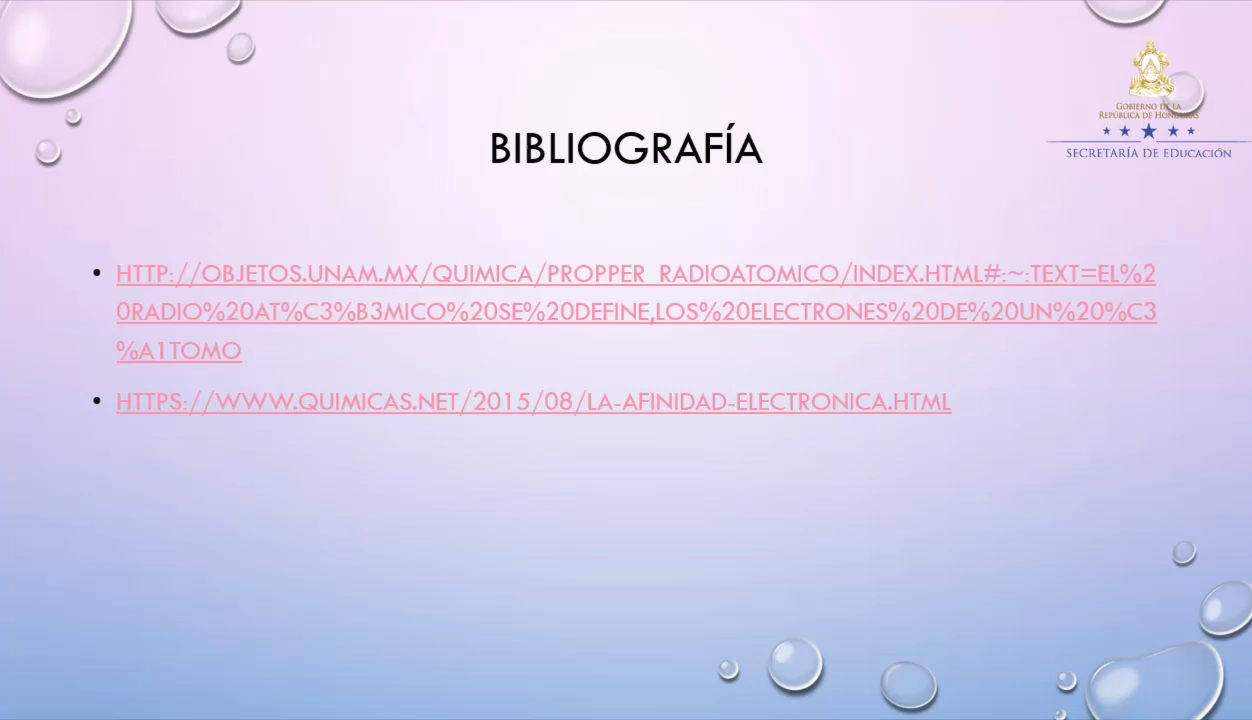 GOBIERNO DE LA
REPÚBLICA DE HONDURAS
SECRETARÍA DE EDUCACIÓN
BIBLIOGRAFÍA
• HTTP://OBJETOS.UNAM.MX/QUIMICA/PROPPER_RADIOATOMICO/INDEX.HTML#:~:TEXT=EL%2
0RADIO%20AT%C3%B3MICO%20SE%20DEFINE,LOS%20ELECTRONES%20DE%20UN%20%C3
%A1TOMO
• HTTPS://WWW.QUIMICAS.NET/2015/08/LA-AFINIDAD-ELECTRONICA.HTML